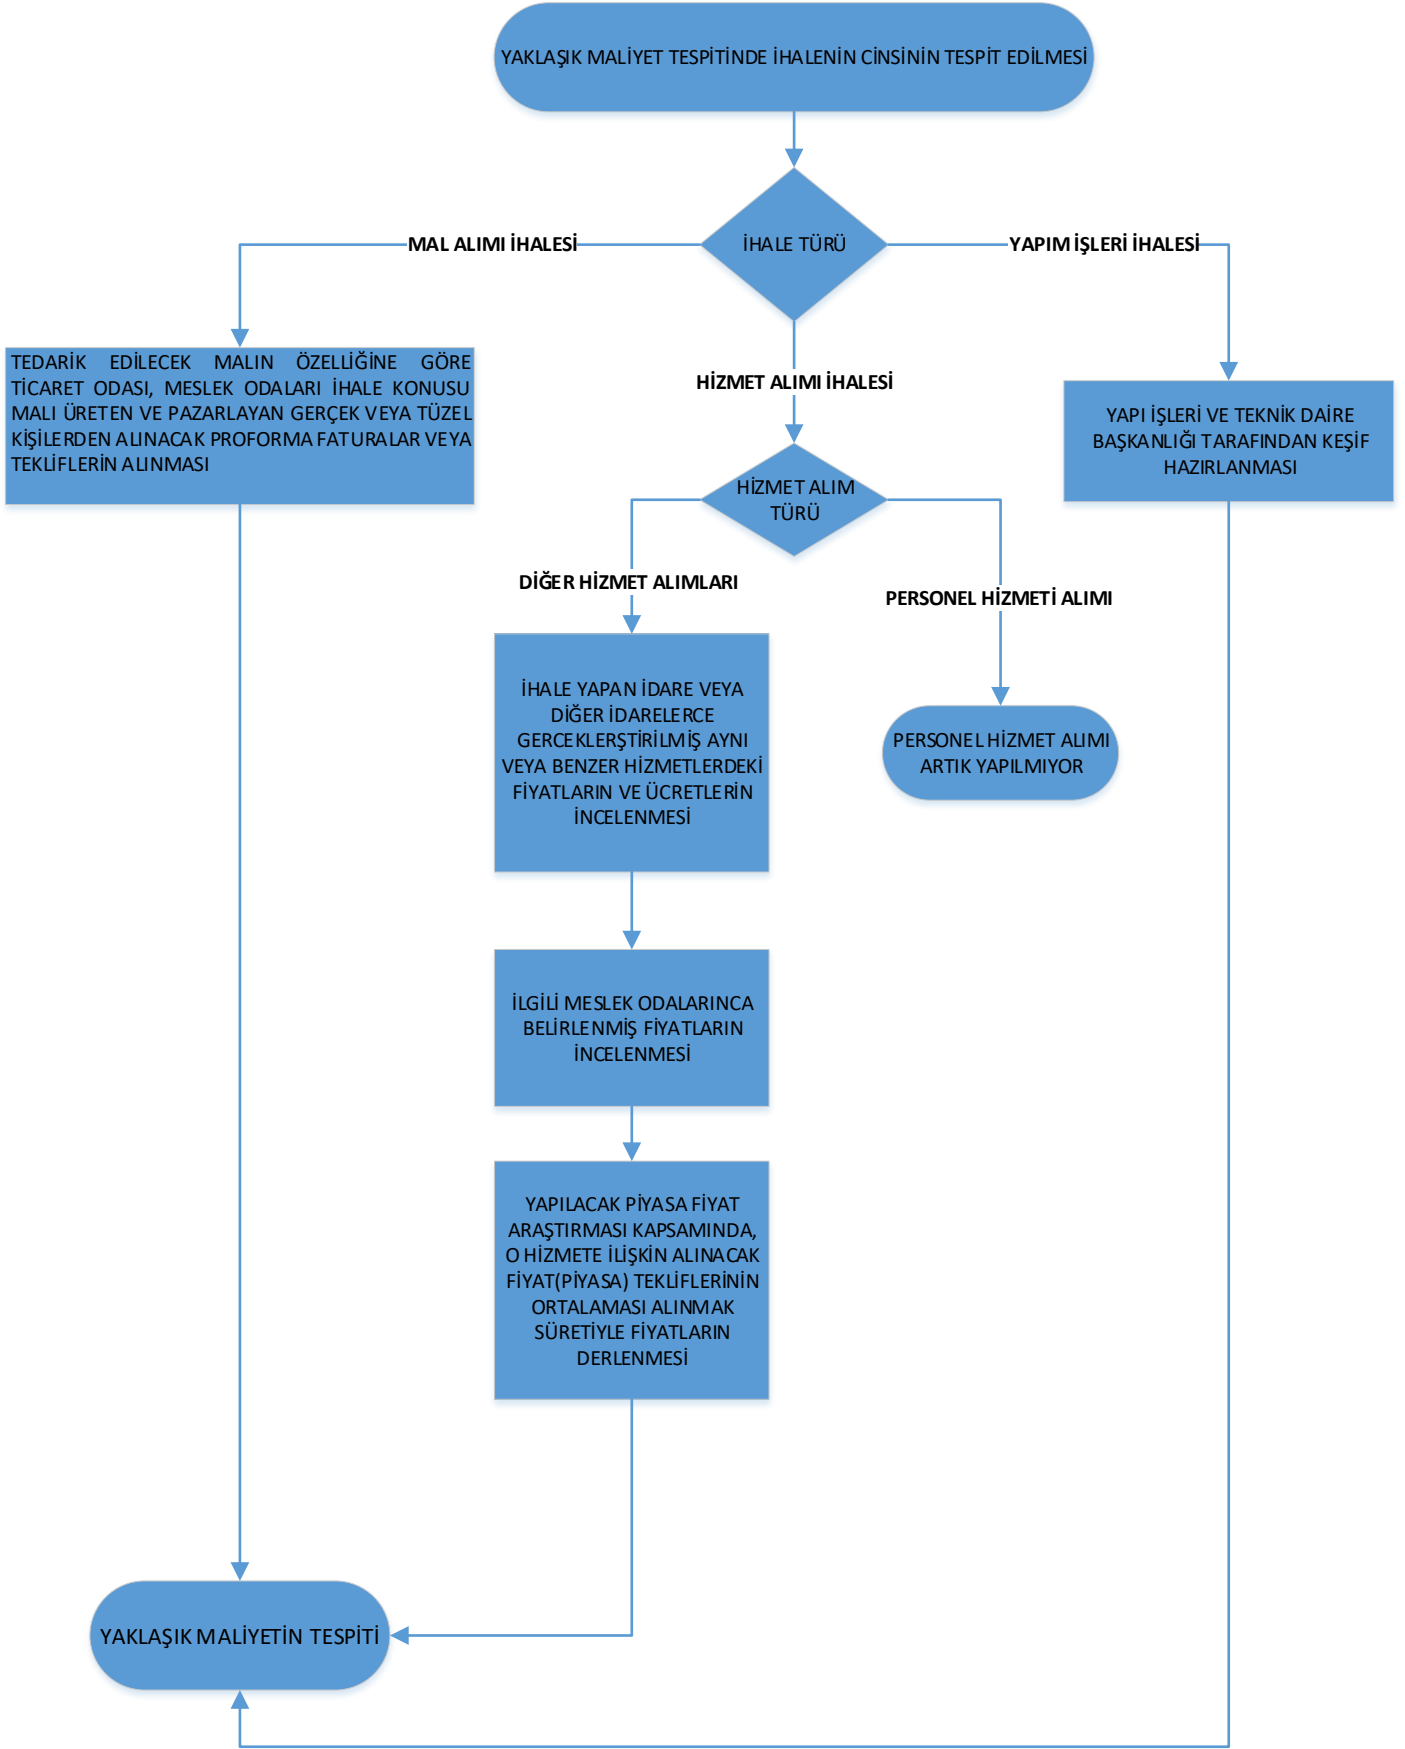 YAKLAŞIK MALİYET TESPİTİNDE İHALENİN CİNSİNİN TESPİT EDİLMESİ
İHALE TÜRÜ
MAL ALIMI İHALESİ
YAPIM İŞLERİ İHALESİ
HİZMET ALIMI İHALESİ
TEDARİK EDİLECEK MALIN ÖZELLİĞİNE GÖRE
TİCARET ODASI, MESLEK ODALARI İHALE KONUSU
MALI ÜRETEN VE PAZARLAYAN GERÇEK VEYA TÜZEL
KİŞİLERDEN ALINACAK PROFORMA FATURALAR VEYA
TEKLİFLERİN ALINMASI
YAPI İŞLERİ VE TEKNİK DAİRE
BAŞKANLIĞI TARAFINDAN KEŞİF
HAZIRLANMASI
HİZMET ALIM
TÜRÜ
DİĞER HİZMET ALIMLARI
PERSONEL HİZMETİ ALIMI
İHALE YAPAN İDARE VEYA
DİĞER İDARELERCE
GERCEKLERŞTİRİLMİŞ AYNI
VEYA BENZER HİZMETLERDEKİ
FİYATLARIN VE ÜCRETLERİN
İNCELENMESİ
PERSONEL HİZMET ALIMI
ARTIK YAPILMIYOR
İLGİLİ MESLEK ODALARINCA
BELİRLENMİŞ FİYATLARIN
İNCELENMESİ
YAPILACAK PİYASA FİYAT
ARAŞTIRMASI KAPSAMINDA,
O HİZMETE İLİŞKİN ALINACAK
FİYAT(PİYASA) TEKLİFLERİNİN
ORTALAMASI ALINMAK
SÜRETİYLE FİYATLARIN
DERLENMESİ
YAKLAŞIK MALİYETİN TESPİTİ